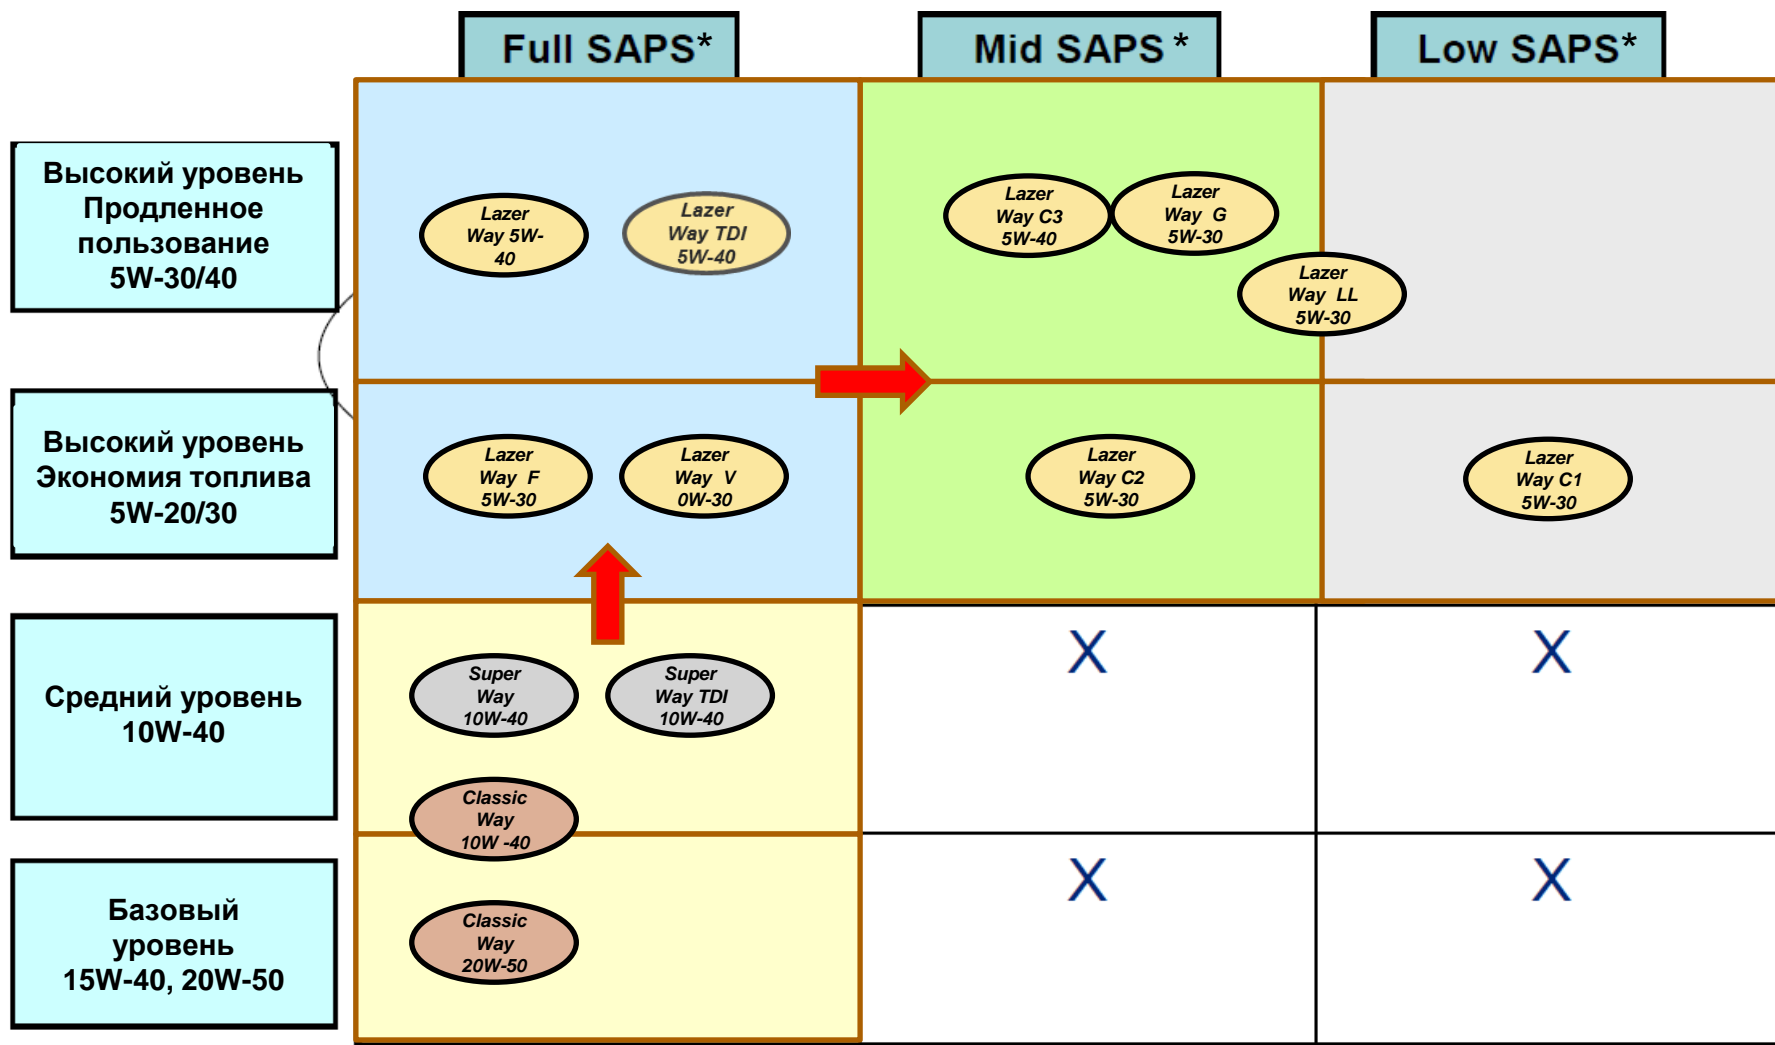 Full SAPS*
Mid SAPS *
Low SAPS*
Высокий уровень
Продленное
пользование
5W-30/40
Lazer
Way 5W-
40
Lazer
Way TDI
5W-40
Lazer
Way C3
5W-40
Lazer
Way G
5W-30
Lazer
Way LL
5W-30
Высокий уровень
Экономия топлива
5W-20/30
Lazer
Way F
5W-30
Lazer
Way V
0W-30
Lazer
Way C2
5W-30
Lazer
Way C1
5W-30
Средний уровень
10W-40
Super
Way
10W-40
Super
Way TDI
10W-40
X
X
Classic
Way
10W -40
Базовый
уровень
15W-40, 20W-50
Classic
Way
20W-50
X
X